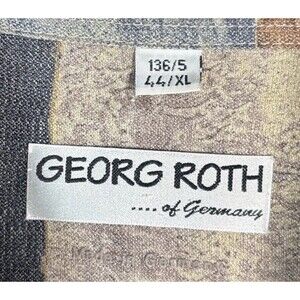 136/5
44/XL
GEORG ROTH
.... of Germany